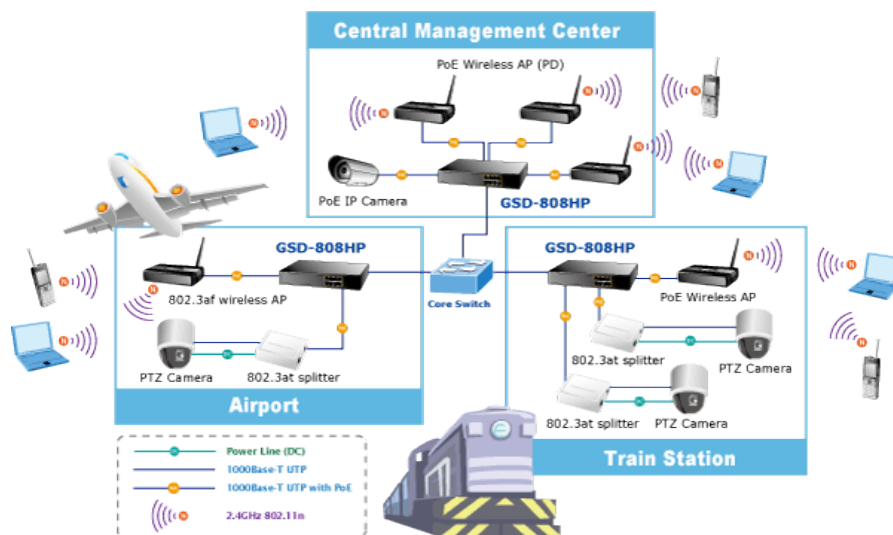 Central Management Center
PoE Wireless AP (PD)
PoE IP Camera
GSD-808HP
GSD-808HP
802.3af wireless AP
PTZ Camera
802.3at splitter
Airport
Core Switch
GSD-808HP
PoE Wireless AP
802.3at splitter
PTZ Camera
802.3at splitter
PTZ Camera
Train Station
Power Line (DC)
1000Base-T UTP
1000Base-T UTP with PoE
2.4GHz 802.11n